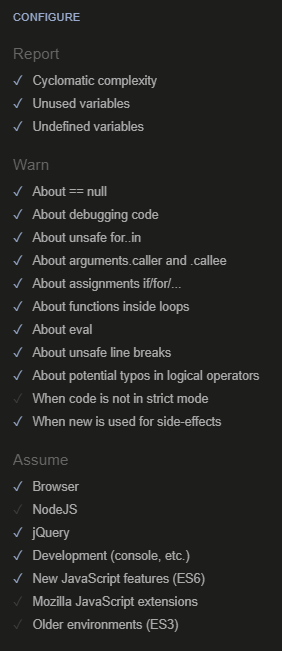 CONFIGURE
Report
✓ Cyclomatic complexity
✓ Unused variables
✓ Undefined variables
Warn
✓ About == null
✓ About debugging code
✓ About unsafe for..in
✓ About arguments.caller and .callee
✓ About assignments if/for/...
✓ About functions inside loops
✓ About eval
✓ About unsafe line breaks
✓ About potential typos in logical operators
✓ When code is not in strict mode
✓ When new is used for side-effects
Assume
✓ Browser
✓ NodeJS
✓ jQuery
✓ Development (console, etc.)
✓ New JavaScript features (ES6)
✓ Mozilla JavaScript extensions
✓ Older environments (ES3)